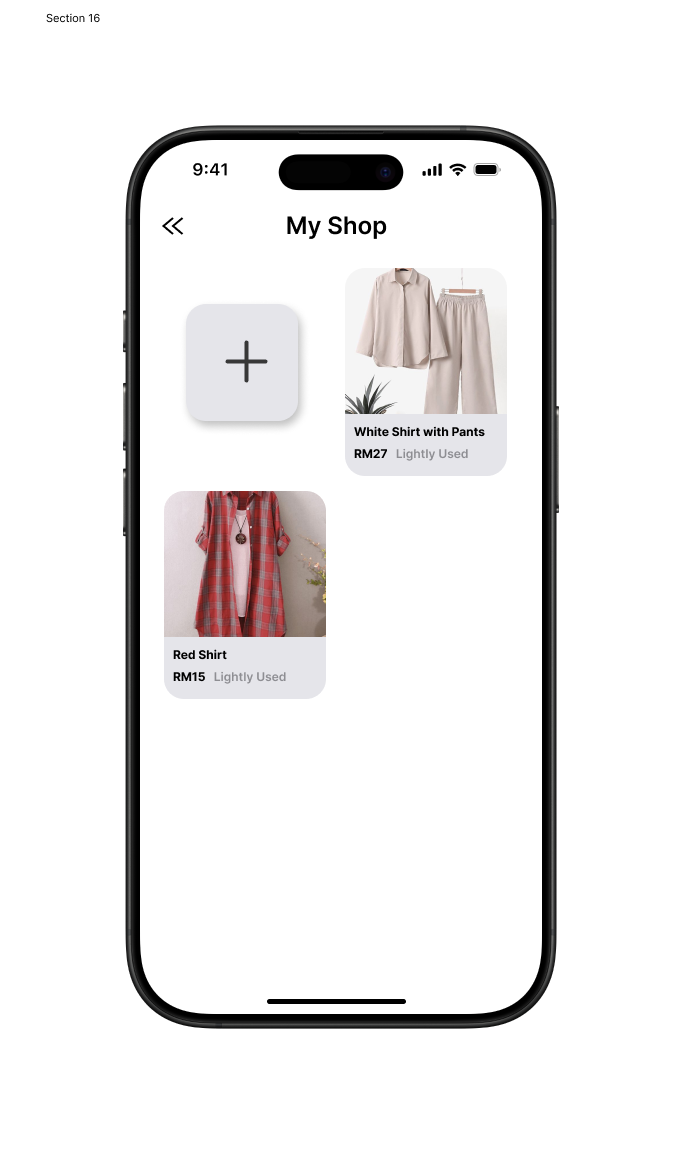 Section 16
9:41
My Shop
White Shirt with Pants
RM27 Lightly Used
Red Shirt
RM15 Lightly Used